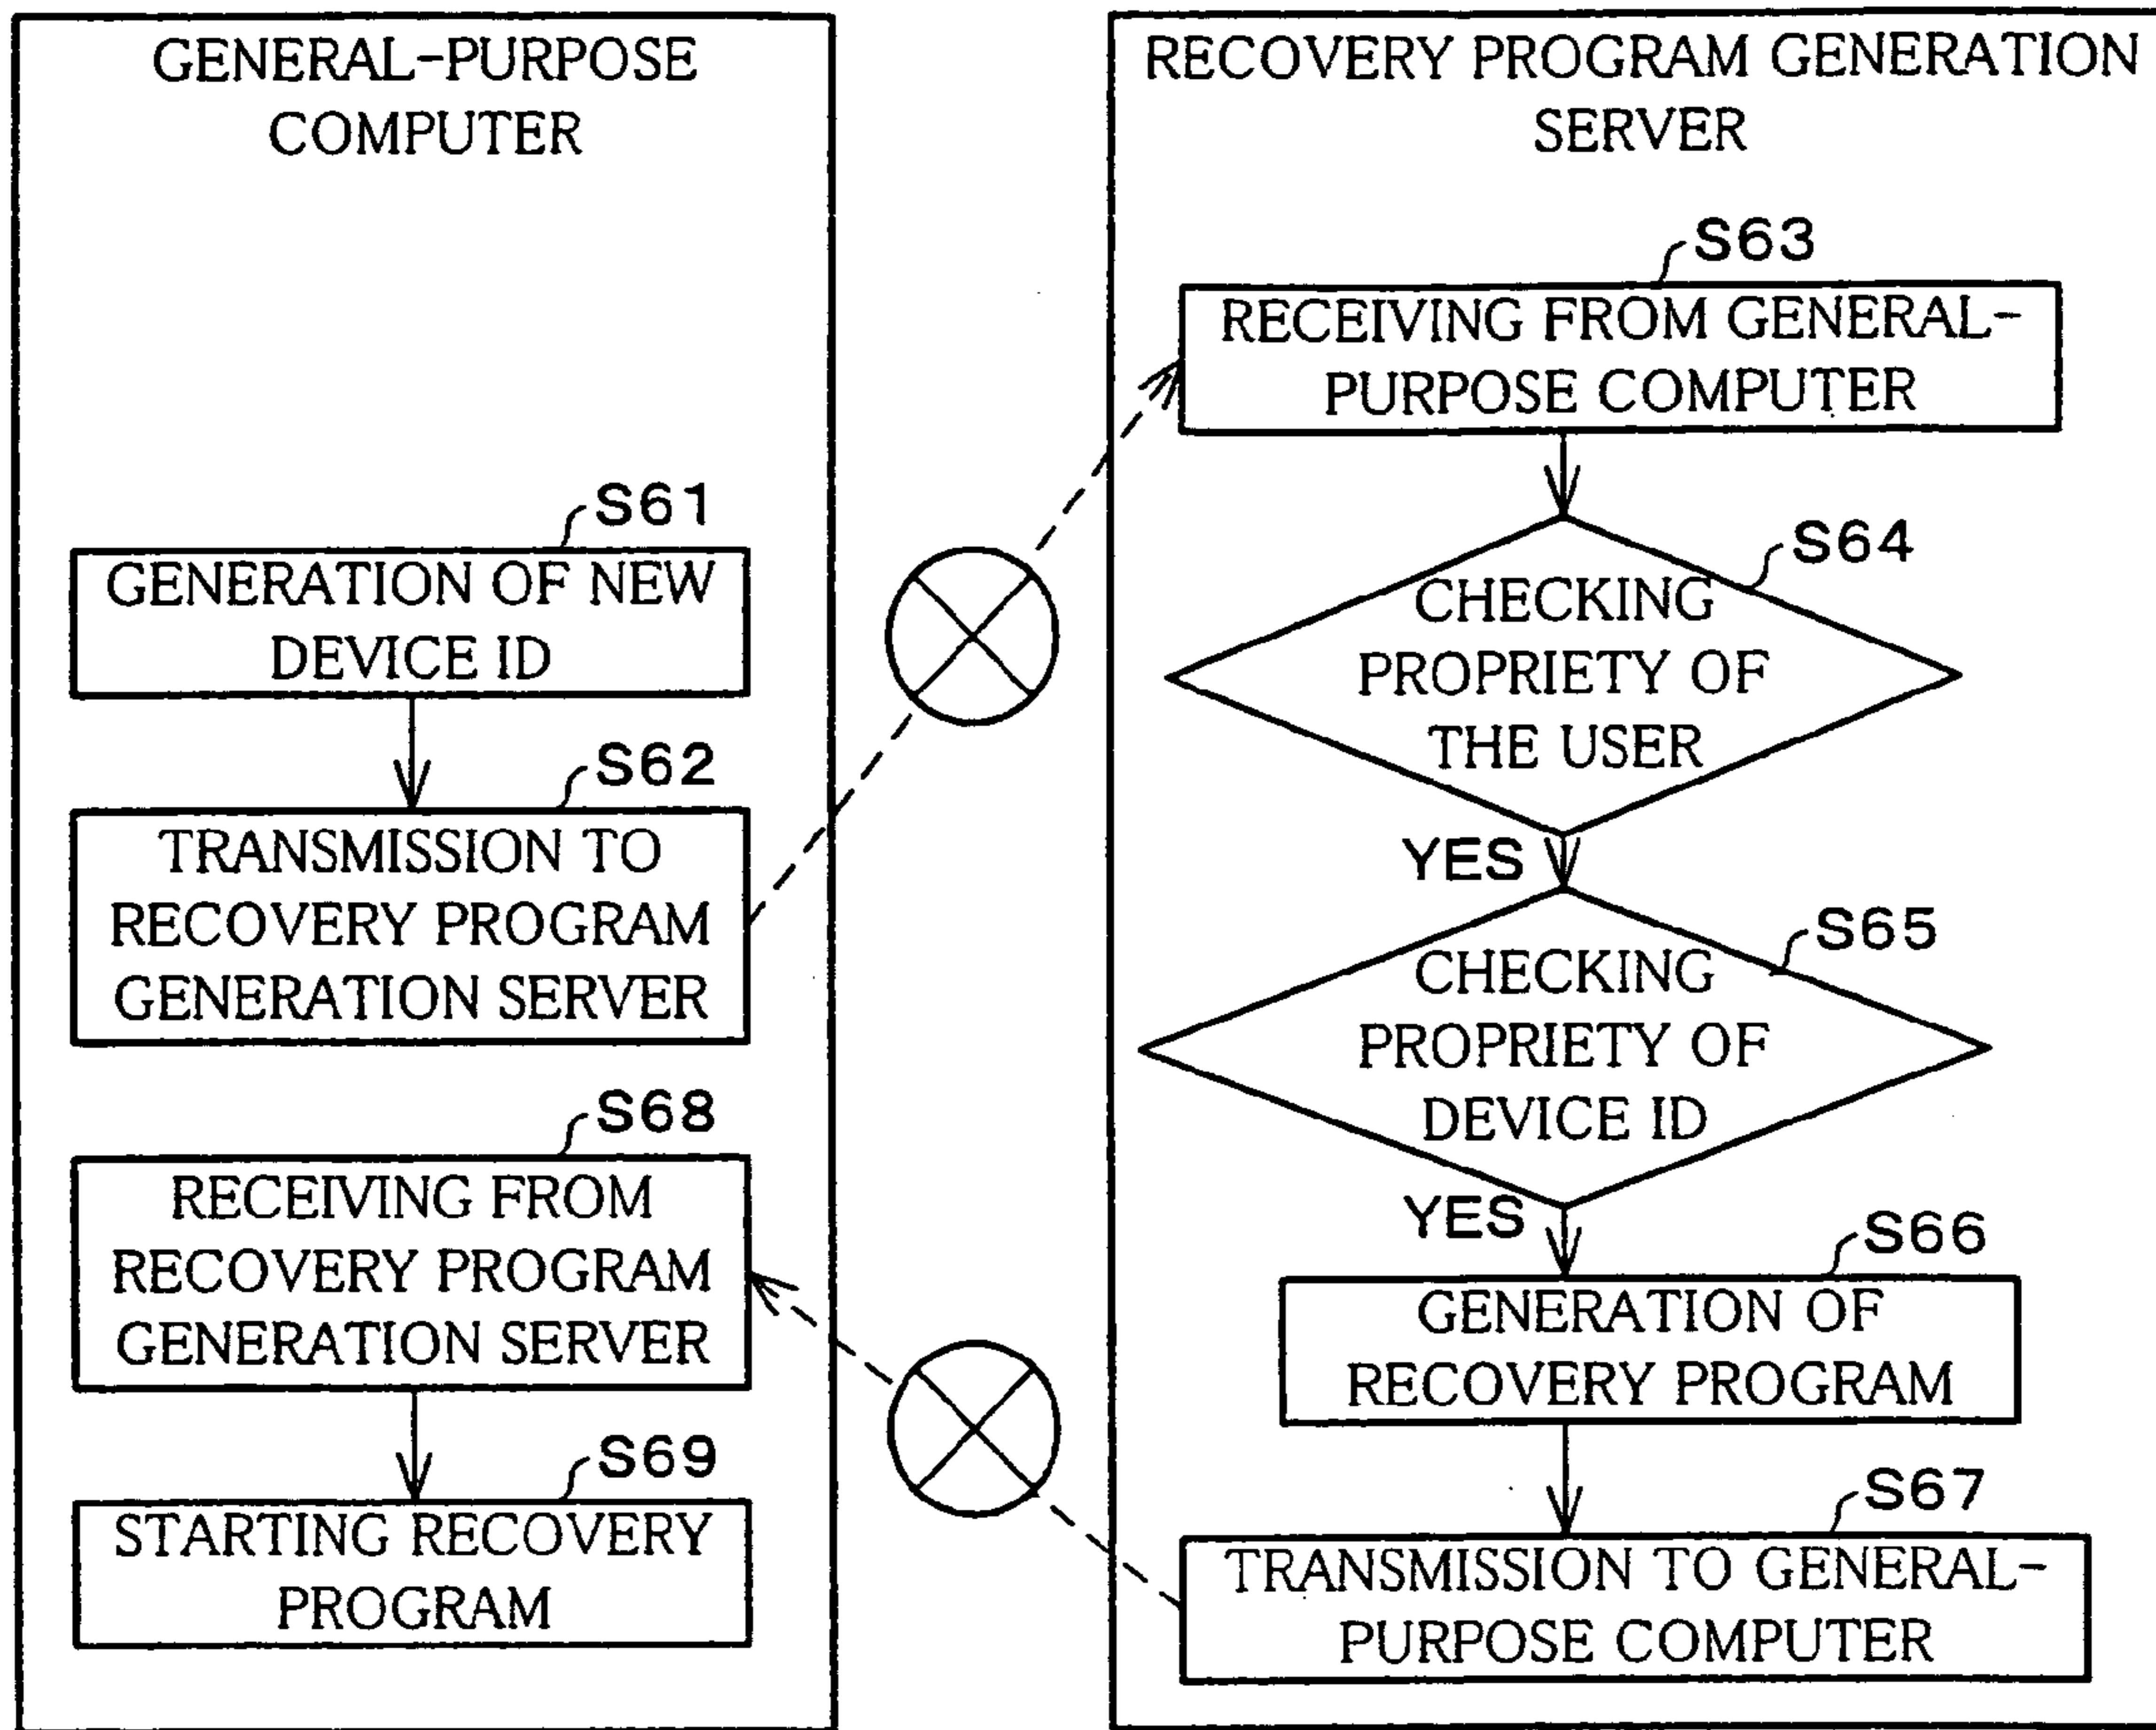 GENERAL-PURPOSE
COMPUTER
S61
GENERATION OF NEW
DEVICE ID
S62
TRANSMISSION TO
RECOVERY PROGRAM
GENERATION SERVER
S68
RECEIVING FROM
RECOVERY PROGRAM
GENERATION SERVER
S69
STARTING RECOVERY
PROGRAM
RECOVERY PROGRAM GENERATION
SERVER
S63
RECEIVING FROM GENERAL-
PURPOSE COMPUTER
S64
CHECKING
PROPRIETY OF
THE USER
YES
S65
CHECKING
PROPRIETY OF
DEVICE ID
YES
S66
GENERATION OF
RECOVERY PROGRAM
S67
TRANSMISSION TO GENERAL-
PURPOSE COMPUTER